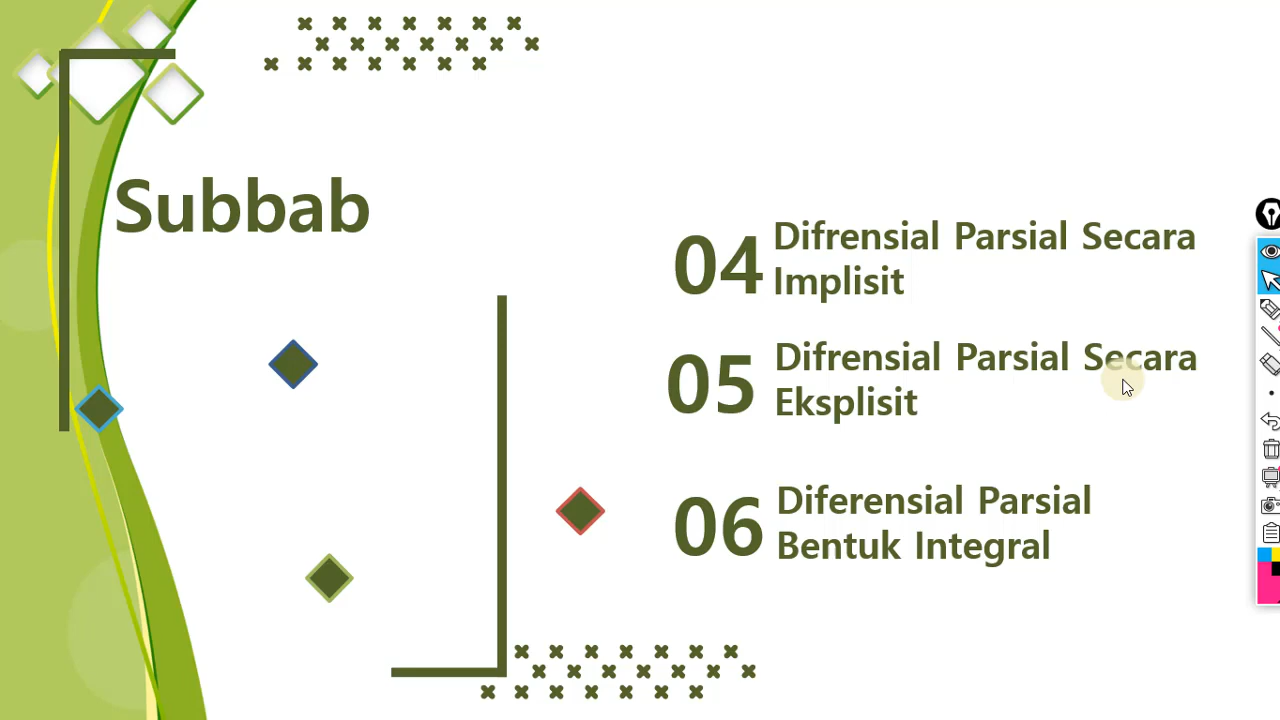 Subbab
04
Difrensial Parsial Secara
Implisit
05
Difrensial Parsial Secara
Eksplisit
06
Diferensial Parsial
Bentuk Integral